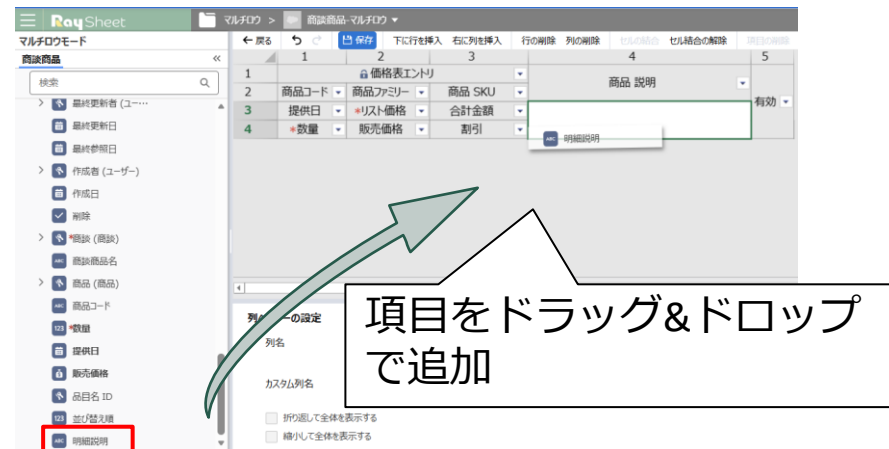 RaySheet
マルチロウ > 商談商品-マルチロウ ▼
マルチロウモード
← 戻る 保存 下に行を挿入 右に列を挿入 行の削除 列の削除 セルの結合 セル結合の解除 項目の削除
商談商品 «
検索
最終更新者 (ユー…
最終更新日
最終参照日
作成者 (ユーザー)
作成日
削除
*商談 (商談)
商談商品名
商品 (商品)
商品コード
*数量
提供日
販売価格
品目名 ID
並び替え順
明細説明
1 2 3 4 5
1 価格表エントリ 商品 説明 有効
2 商品コード 商品ファミリー 商品 SKU
3 提供日 *リスト価格 合計金額
4 *数量 販売価格 割引
ABC 明細説明
項目をドラッグ&ドロップ
で追加
ーの設定
列名
カスタム列名
折り返して全体を表示する
縮小して全体を表示する